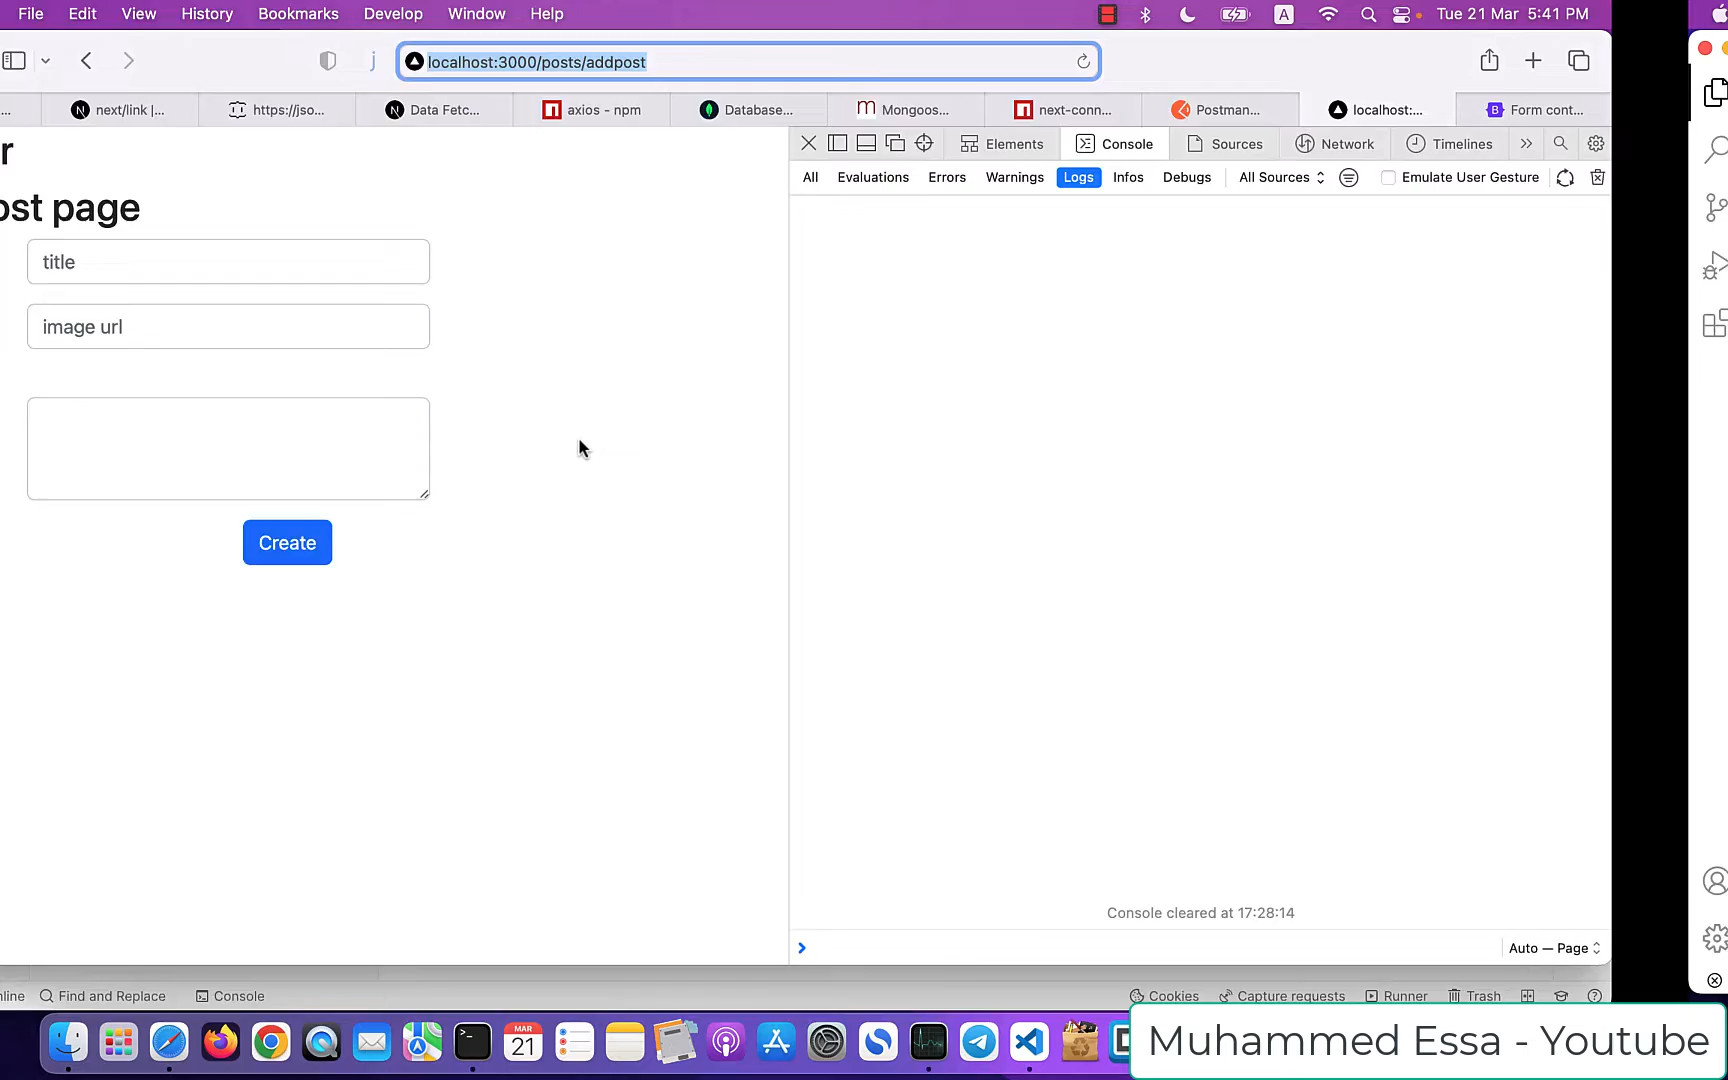 File Edit View History Bookmarks Develop Window Help A Tue 21 Mar 5:41 PM
j localhost:3000/posts/addpost
... N next/link |... https://jso... N Data Fetc... axios - npm Database... m Mongoos... next-conn... Postman... localhost:... B Form cont...
r
ost page
title
image url
Create
Elements Console Sources Network Timelines
All Evaluations Errors Warnings Logs Infos Debugs All Sources Emulate User Gesture
Console cleared at 17:28:14
Auto — Page
nline Find and Replace Console Cookies Capture requests Runner Trash
MAR
21
Muhammed Essa - Youtube